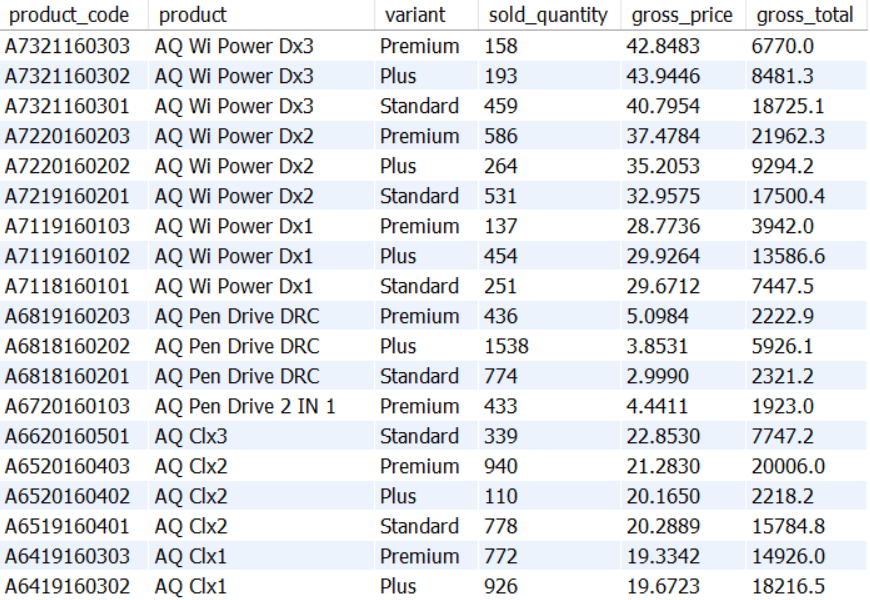 product_code product variant sold_quantity gross_price gross_total
A7321160303 AQ Wi Power Dx3 Premium 158 42.8483 6770.0
A7321160302 AQ Wi Power Dx3 Plus 193 43.9446 8481.3
A7321160301 AQ Wi Power Dx3 Standard 459 40.7954 18725.1
A7220160203 AQ Wi Power Dx2 Premium 586 37.4784 21962.3
A7220160202 AQ Wi Power Dx2 Plus 264 35.2053 9294.2
A7219160201 AQ Wi Power Dx2 Standard 531 32.9575 17500.4
A7119160103 AQ Wi Power Dx1 Premium 137 28.7736 3942.0
A7119160102 AQ Wi Power Dx1 Plus 454 29.9264 13586.6
A7118160101 AQ Wi Power Dx1 Standard 251 29.6712 7447.5
A6819160203 AQ Pen Drive DRC Premium 436 5.0984 2222.9
A6818160202 AQ Pen Drive DRC Plus 1538 3.8531 5926.1
A6818160201 AQ Pen Drive DRC Standard 774 2.9990 2321.2
A6720160103 AQ Pen Drive 2 IN 1 Premium 433 4.4411 1923.0
A6620160501 AQ Clx3 Standard 339 22.8530 7747.2
A6520160403 AQ Clx2 Premium 940 21.2830 20006.0
A6520160402 AQ Clx2 Plus 110 20.1650 2218.2
A6519160401 AQ Clx2 Standard 778 20.2889 15784.8
A6419160303 AQ Clx1 Premium 772 19.3342 14926.0
A6419160302 AQ Clx1 Plus 926 19.6723 18216.5